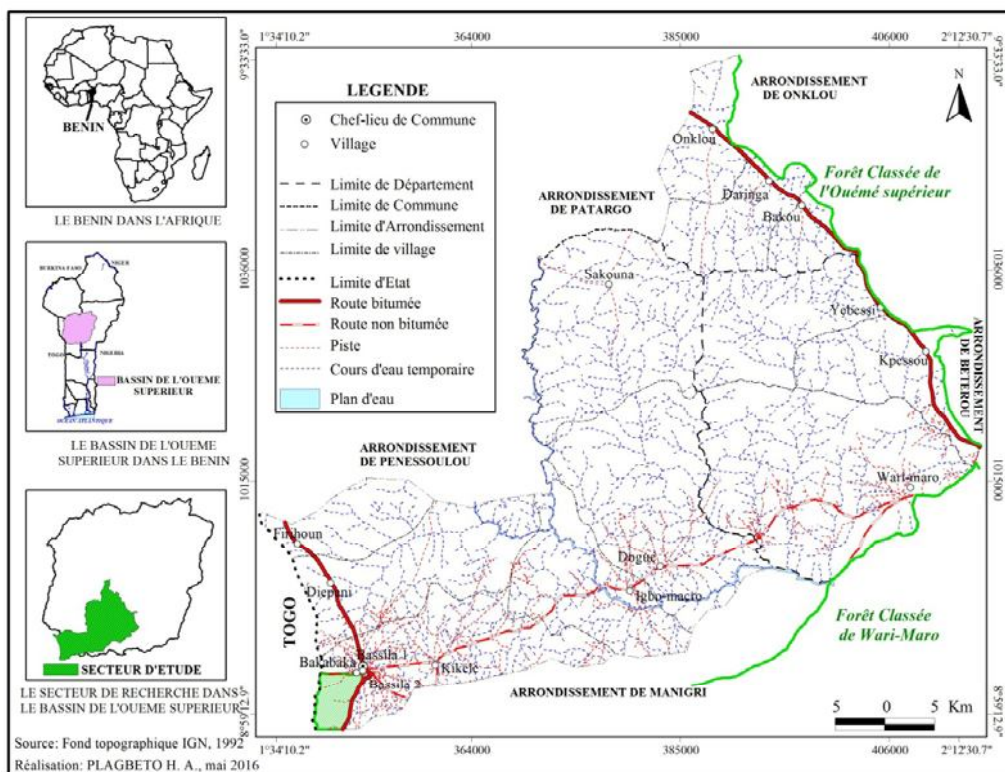 BENIN
LE BENIN DANS L'AFRIQUE
BURKINA FASO
NIGER
TOGO
NIGERIA
BASSIN DE L'OUEME
SUPERIEUR
OCEAN ATLANTIQUE
LE BASSIN DE L'OUEME
SUPERIEUR DANS LE BENIN
SECTEUR D'ETUDE
LE SECTEUR DE RECHERCHE DANS
LE BASSIN DE L'OUEME SUPERIEUR
Source: Fond topographique IGN, 1992
Réalisation: PLAGBETO H. A., mai 2016
1°34'10.2"
364000
385000
406000
2°12'30.7"
9°33'33.0"
9°33'33.0"
1036000
1036000
1015000
1015000
8°59'12.9"
8°59'12.9"
LEGENDE
Chef-lieu de Commune
Village
Limite de Département
Limite de Commune
Limite d'Arrondissement
Limite de village
Limite d'Etat
Route bitumée
Route non bitumée
Piste
Cours d'eau temporaire
Plan d'eau
N
ARRONDISSEMENT
DE ONKLOU
Onklou
Forêt Classée de
l'Ouémé supérieur
Daringa
Bakou
ARRONDISSEMENT
DE PATARGO
Sakouna
Yebessi
Kpessou
ARRONDISSEMENT
DE BETEROU
ARRONDISSEMENT
DE PENESSOULOU
Wari-maro
Firihoun
Diepani
Dogue
Igbo-macro
TOGO
Forêt Classée
de Wari-Maro
Bassila 1
Bakabaka
Kikele
Bassila 2
ARRONDISSEMENT DE MANIGRI
5 0 5 Km
1°34'10.2"
364000
385000
406000
2°12'30.7"